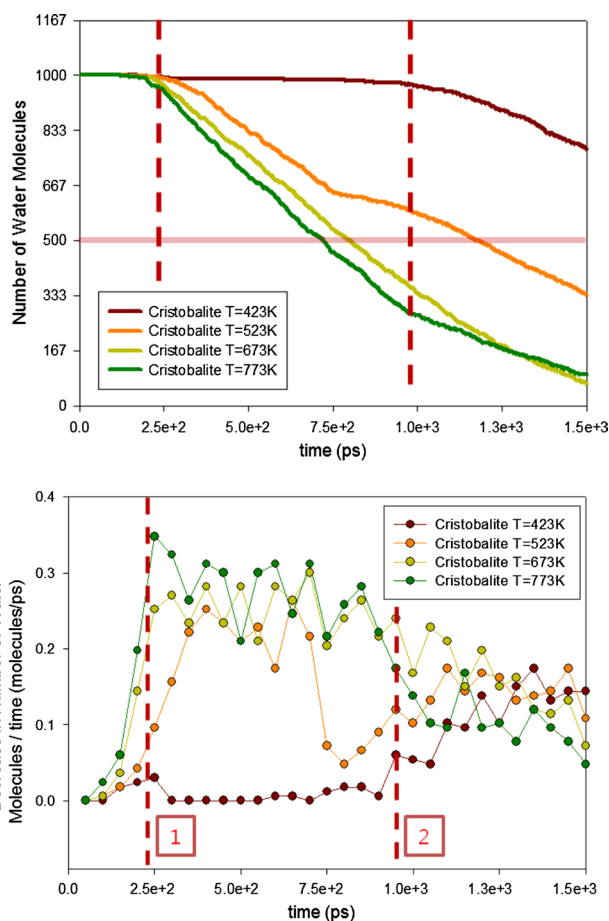 1167
1000
833
667
500
333
167
0
Number of Water Molecules
Cristobalite T=423K
Cristobalite T=523K
Cristobalite T=673K
Cristobalite T=773K
0.0 2.5e+2 5.0e+2 7.5e+2 1.0e+3 1.3e+3 1.5e+3
time (ps)
0.4
0.3
0.2
0.1
0.0
Molecules / time (molecules/ps)
Cristobalite T=423K
Cristobalite T=523K
Cristobalite T=673K
Cristobalite T=773K
1
2
0.0 2.5e+2 5.0e+2 7.5e+2 1.0e+3 1.3e+3 1.5e+3
time (ps)